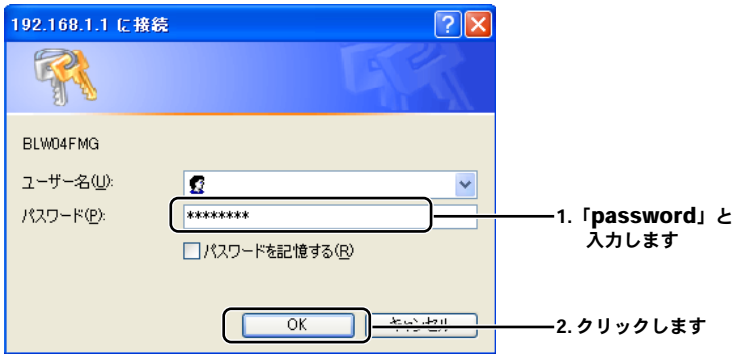 192.168.1.1 に接続
BLW04FMG
ユーザー名(U):
パスワード(P):
********
1.「password」と
入力します
パスワードを記憶する(R)
OK
キャンセル
2. クリックします